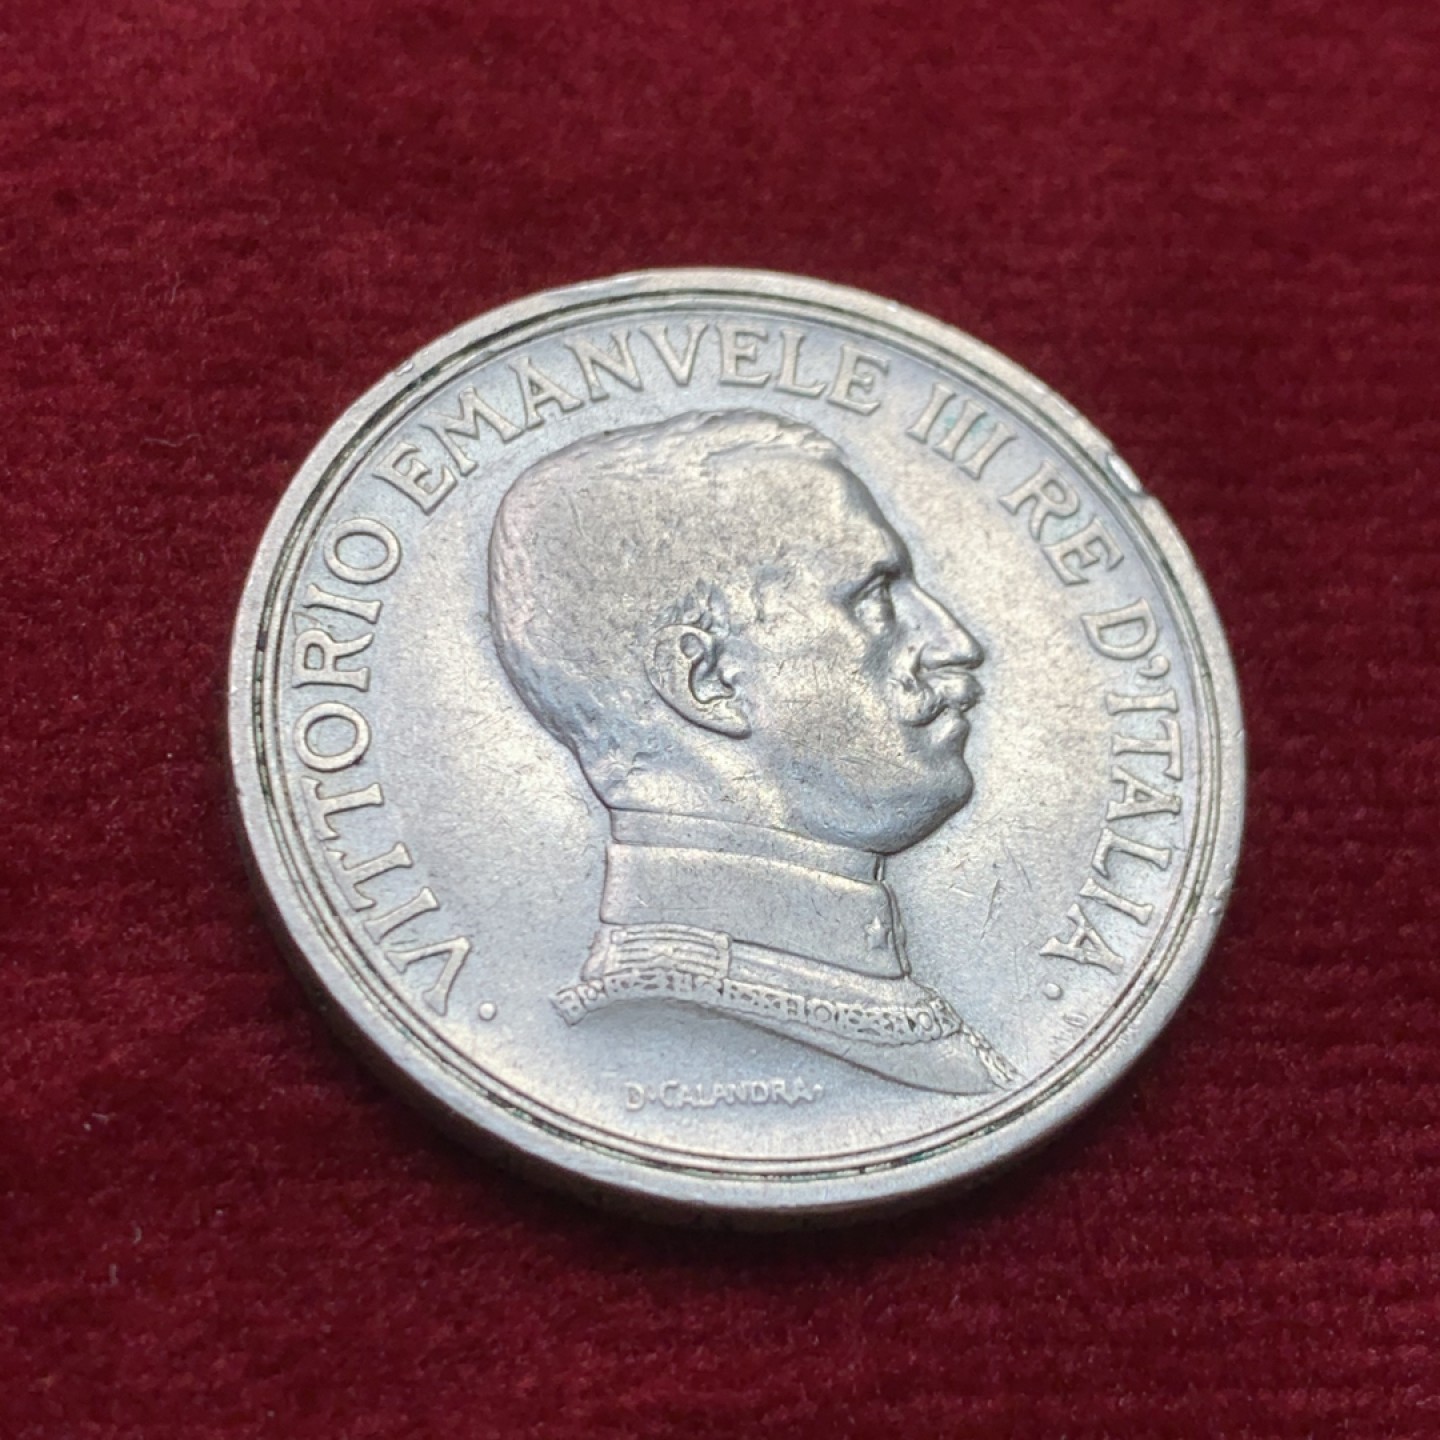 · VITTORIO EMANVELE III RE D'ITALIA ·
D·CALANDRA·